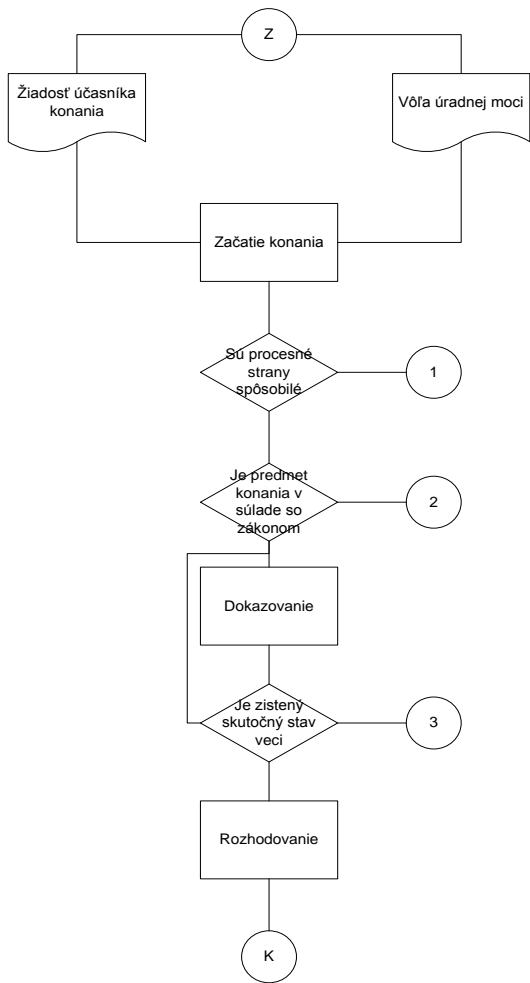 Z
Žiadosť účasníka
konania
Vôľa úradnej moci
Začatie konania
Sú procesné
strany
spôsobilé
1
Je predmet
konania v
súlade so
zákonom
2
Dokazovanie
Je zistený
skutočný stav
veci
3
Rozhodovanie
K